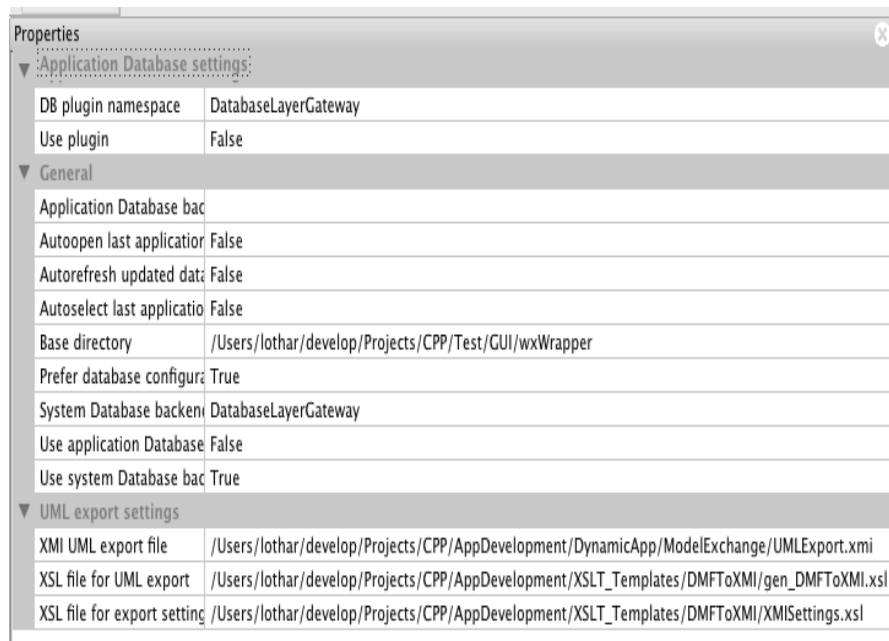 Properties
Application Database settings
DB plugin namespace DatabaseLayerGateway
Use plugin False
General
Application Database bac
Autoopen last application False
Autorefresh updated data False
Autoselect last applicatio False
Base directory /Users/lothar/develop/Projects/CPP/Test/GUI/wxWrapper
Prefer database configura True
System Database backend DatabaseLayerGateway
Use application Database False
Use system Database bac True
UML export settings
XMI UML export file /Users/lothar/develop/Projects/CPP/AppDevelopment/DynamicApp/ModelExchange/UMLExport.xmi
XSL file for UML export /Users/lothar/develop/Projects/CPP/AppDevelopment/XSLT_Templates/DMFToXMI/gen_DMFToXMI.xsl
XSL file for export setting /Users/lothar/develop/Projects/CPP/AppDevelopment/XSLT_Templates/DMFToXMI/XMISettings.xsl